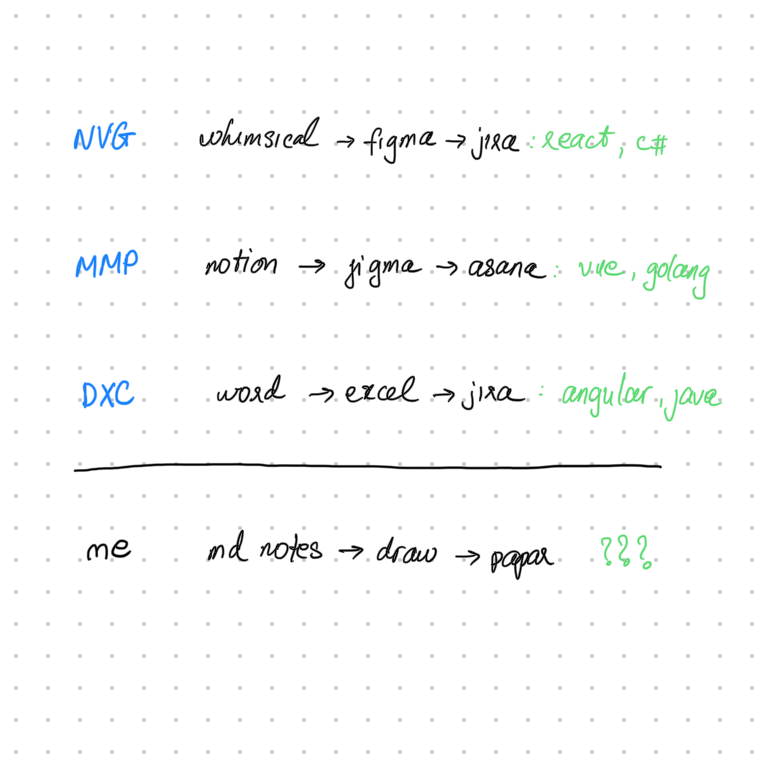 NVG whimsical → figma → jira : react, c#
MMP notion → figma → asana : vue, golang
DXC word → excel → jira : angular, java
me md notes → draw → papar ???